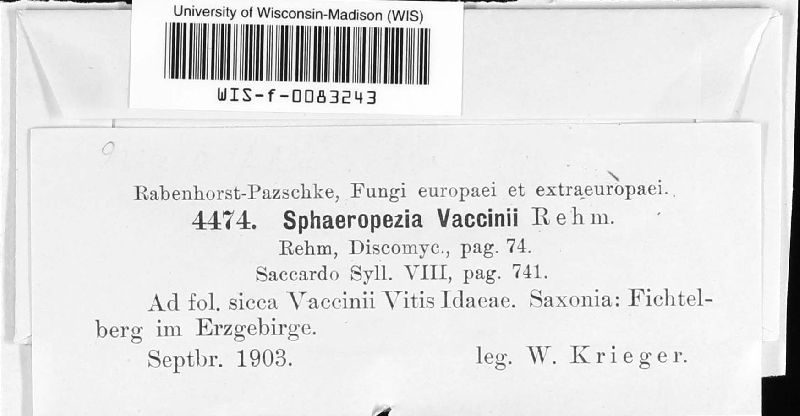 University of Wisconsin-Madison (WIS)
WIS-f-0083243
Rabenhorst-Pazschke, Fungi europaei et extraeuropaei.
4474. Sphaeropezia Vaccinii Rehm.
Rehm, Discomyc., pag. 74.
Saccardo Syll. VIII, pag. 741.
Ad fol. sicca Vaccinii Vitis Idaeae. Saxonia: Fichtel-
berg im Erzgebirge.
Septbr. 1903. leg. W. Krieger.